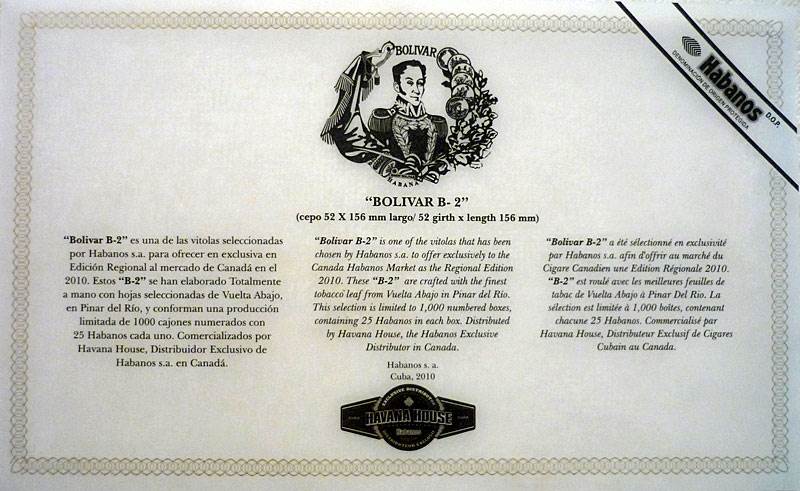 BOLIVAR
HABANA
Habanos D.O.P.
DENOMINACIÓN DE ORIGEN PROTEGIDA
“BOLIVAR B- 2”
(cepo 52 X 156 mm largo/ 52 girth x length 156 mm)
“Bolivar B-2” es una de las vitolas seleccionadas
por Habanos s.a. para ofrecer en exclusiva en
Edición Regional al mercado de Canadá en el
2010. Estos “B-2” se han elaborado Totalmente
a mano con hojas seleccionadas de Vuelta Abajo,
en Pinar del Río, y conforman una producción
limitada de 1000 cajones numerados con
25 Habanos cada uno. Comercializados por
Havana House, Distribuidor Exclusivo de
Habanos s.a. en Canadá.
“Bolivar B-2” is one of the vitolas that has been
chosen by Habanos s.a. to offer exclusively to the
Canada Habanos Market as the Regional Edition
2010. These “B-2” are crafted with the finest
tobacco leaf from Vuelta Abajo in Pinar del Rio.
This selection is limited to 1,000 numbered boxes,
containing 25 Habanos in each box. Distributed
by Havana House, the Habanos Exclusive
Distributor in Canada.
“Bolivar B-2” a été sélectionné en exclusivité
par Habanos s.a. afin d'offrir au marché du
Cigare Canadien une Edition Régionale 2010.
“B-2” est roulé avec les meilleures feuilles de
tabac de Vuelta Abajo à Pinar Del Rio. La
sélection est limitée à 1,000 boîtes, contenant
chacune 25 Habanos. Commercialisé par
Havana House, Distributeur Exclusif de Cigares
Cubain au Canada.
Habanos s. a.
Cuba, 2010
EXCLUSIVE DISTRIBUTOR
HAVANA HOUSE
Habanos
DISTRIBUTEUR EXCLUSIF